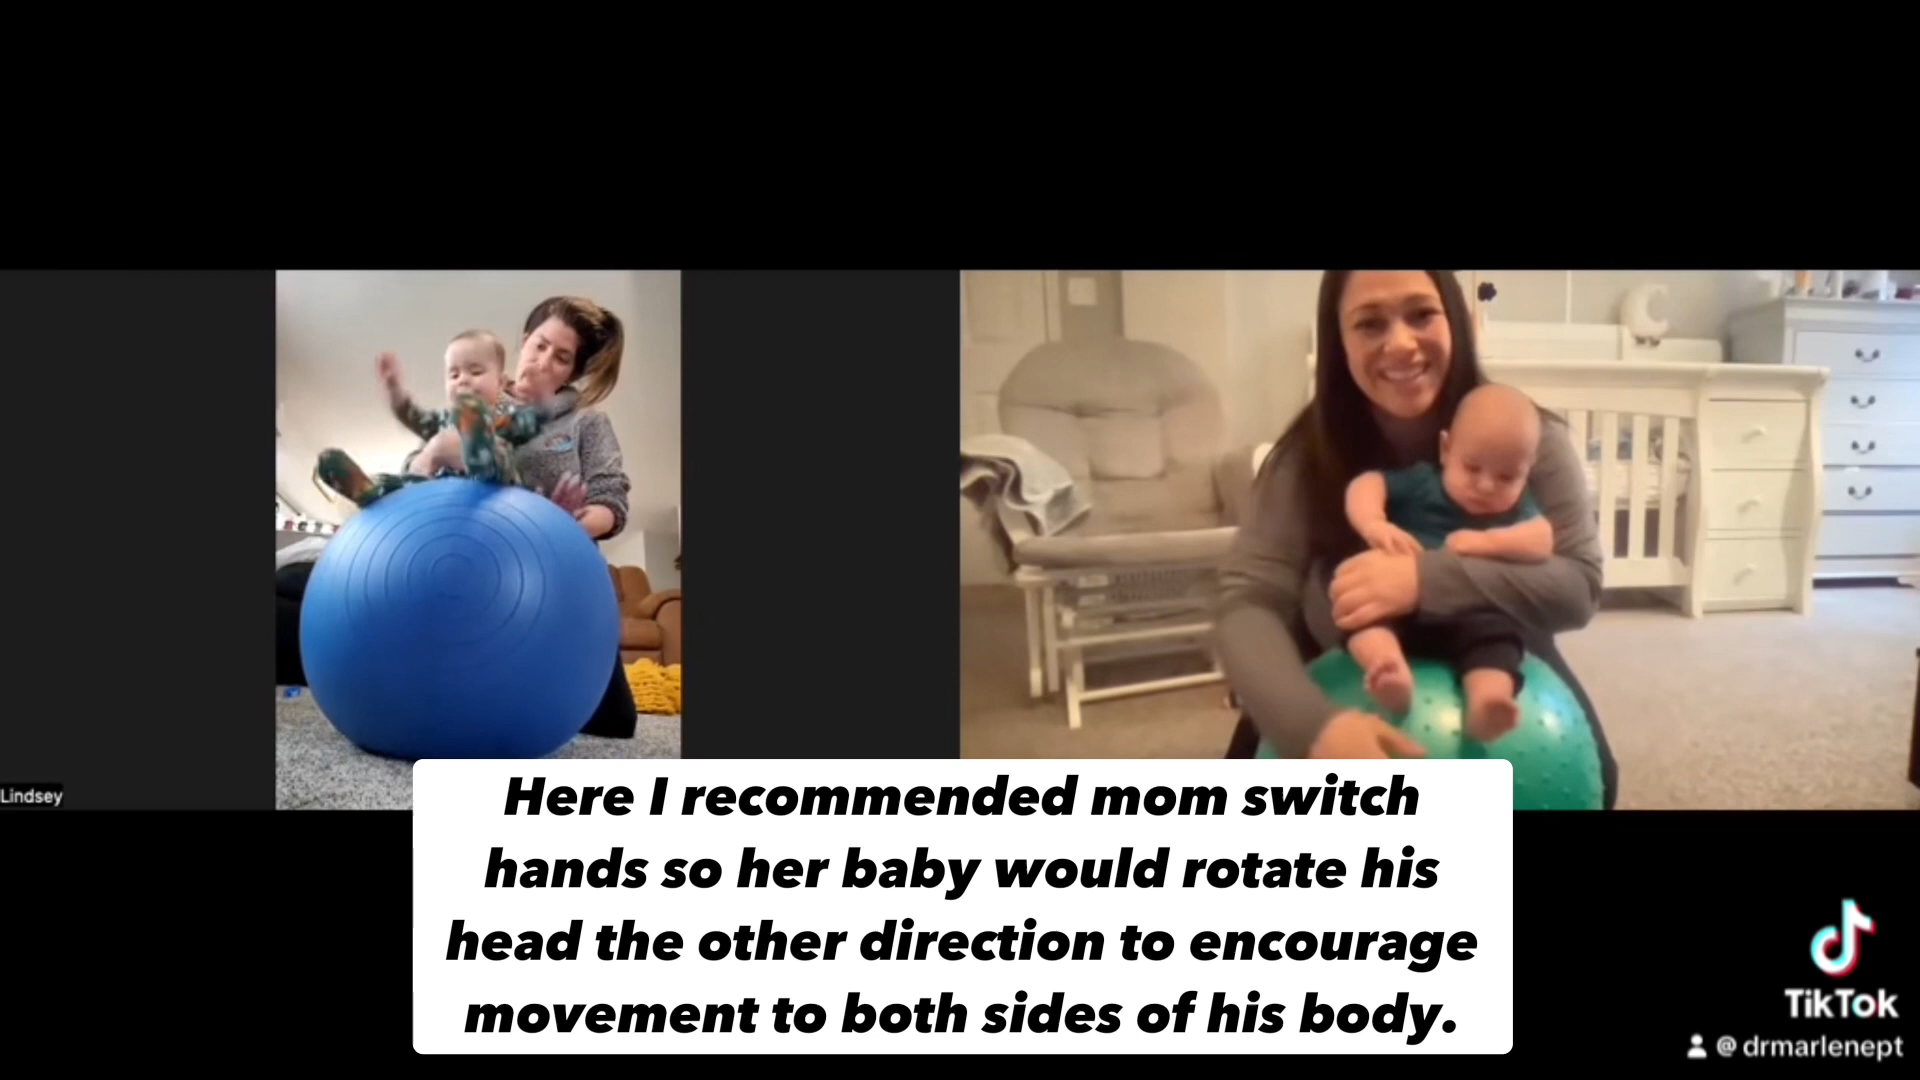 Lindsey
Here I recommended mom switch
hands so her baby would rotate his
head the other direction to encourage
movement to both sides of his body.
TikTok
@ drmarlenept